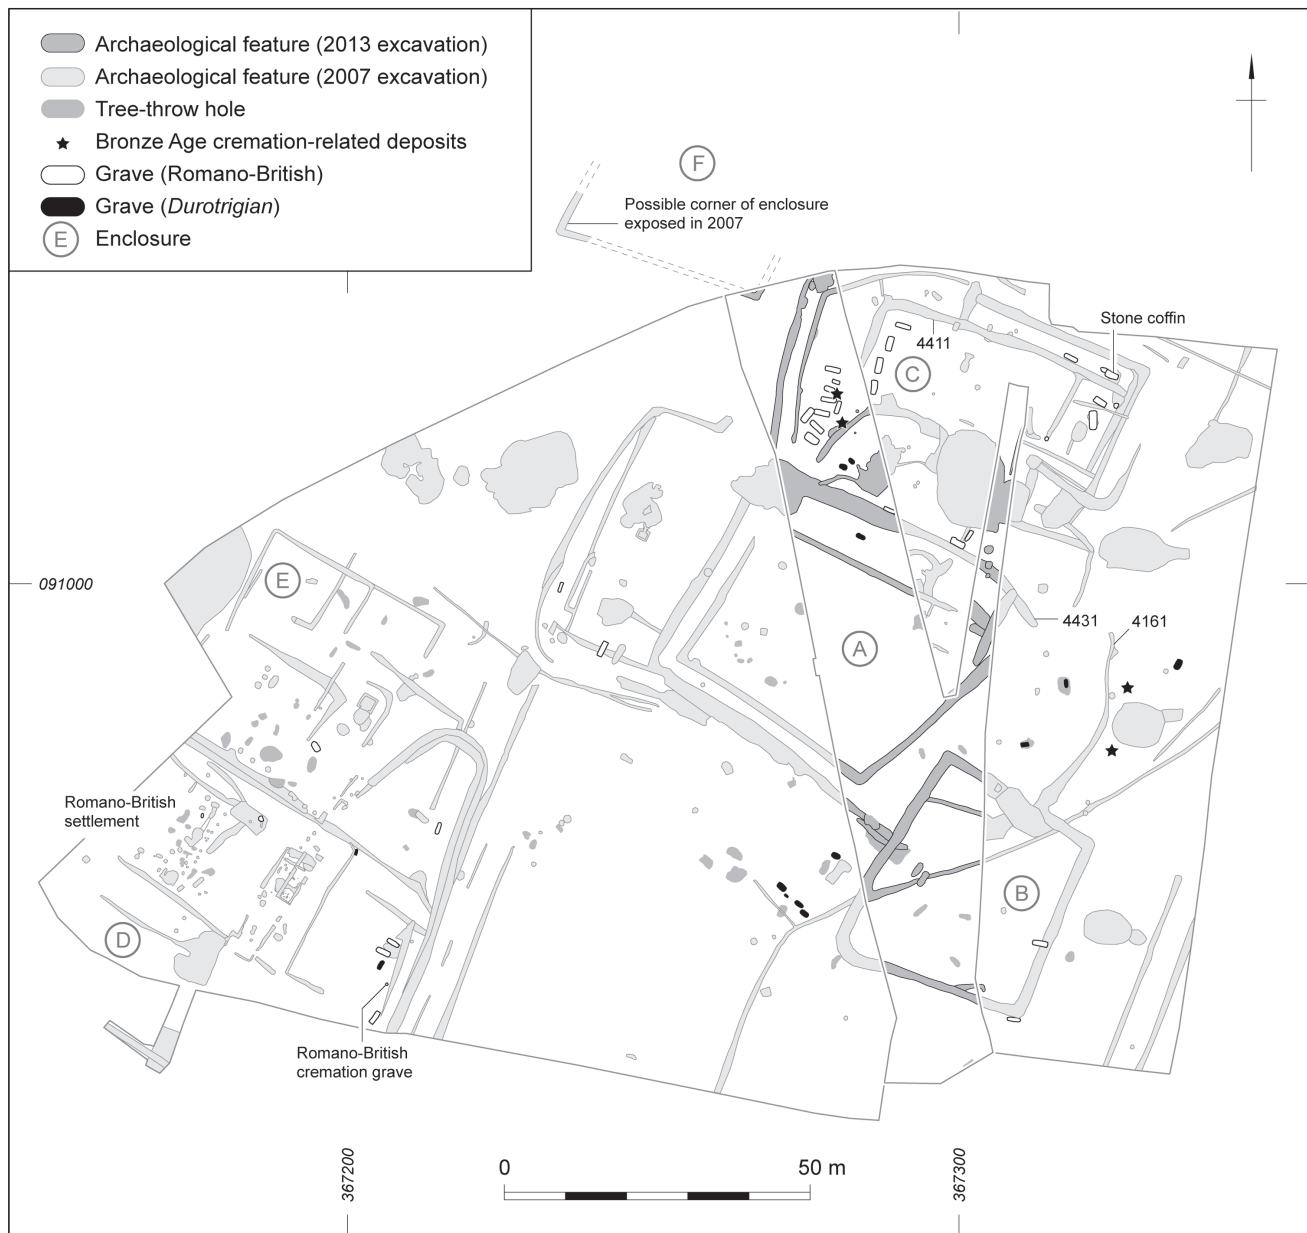 Archaeological feature (2013 excavation)
Archaeological feature (2007 excavation)
Tree-throw hole
Bronze Age cremation-related deposits
Grave (Romano-British)
Grave (Durotrigian)
E
Enclosure
F
Possible corner of enclosure
exposed in 2007
Stone coffin
4411
C
091000
E
4431
4161
A
Romano-British
settlement
B
D
Romano-British
cremation grave
367200
0
50 m
367300